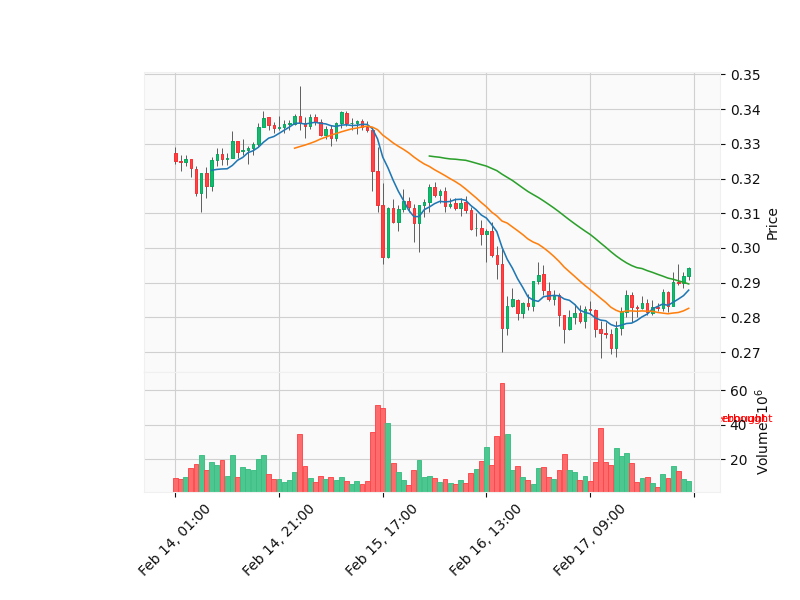 0.35
0.34
0.33
0.32
0.31
0.30
0.29
0.28
0.27
Price
60
40
20
Volume 10^6
Feb 14, 01:00
Feb 14, 21:00
Feb 15, 17:00
Feb 16, 13:00
Feb 17, 09:00